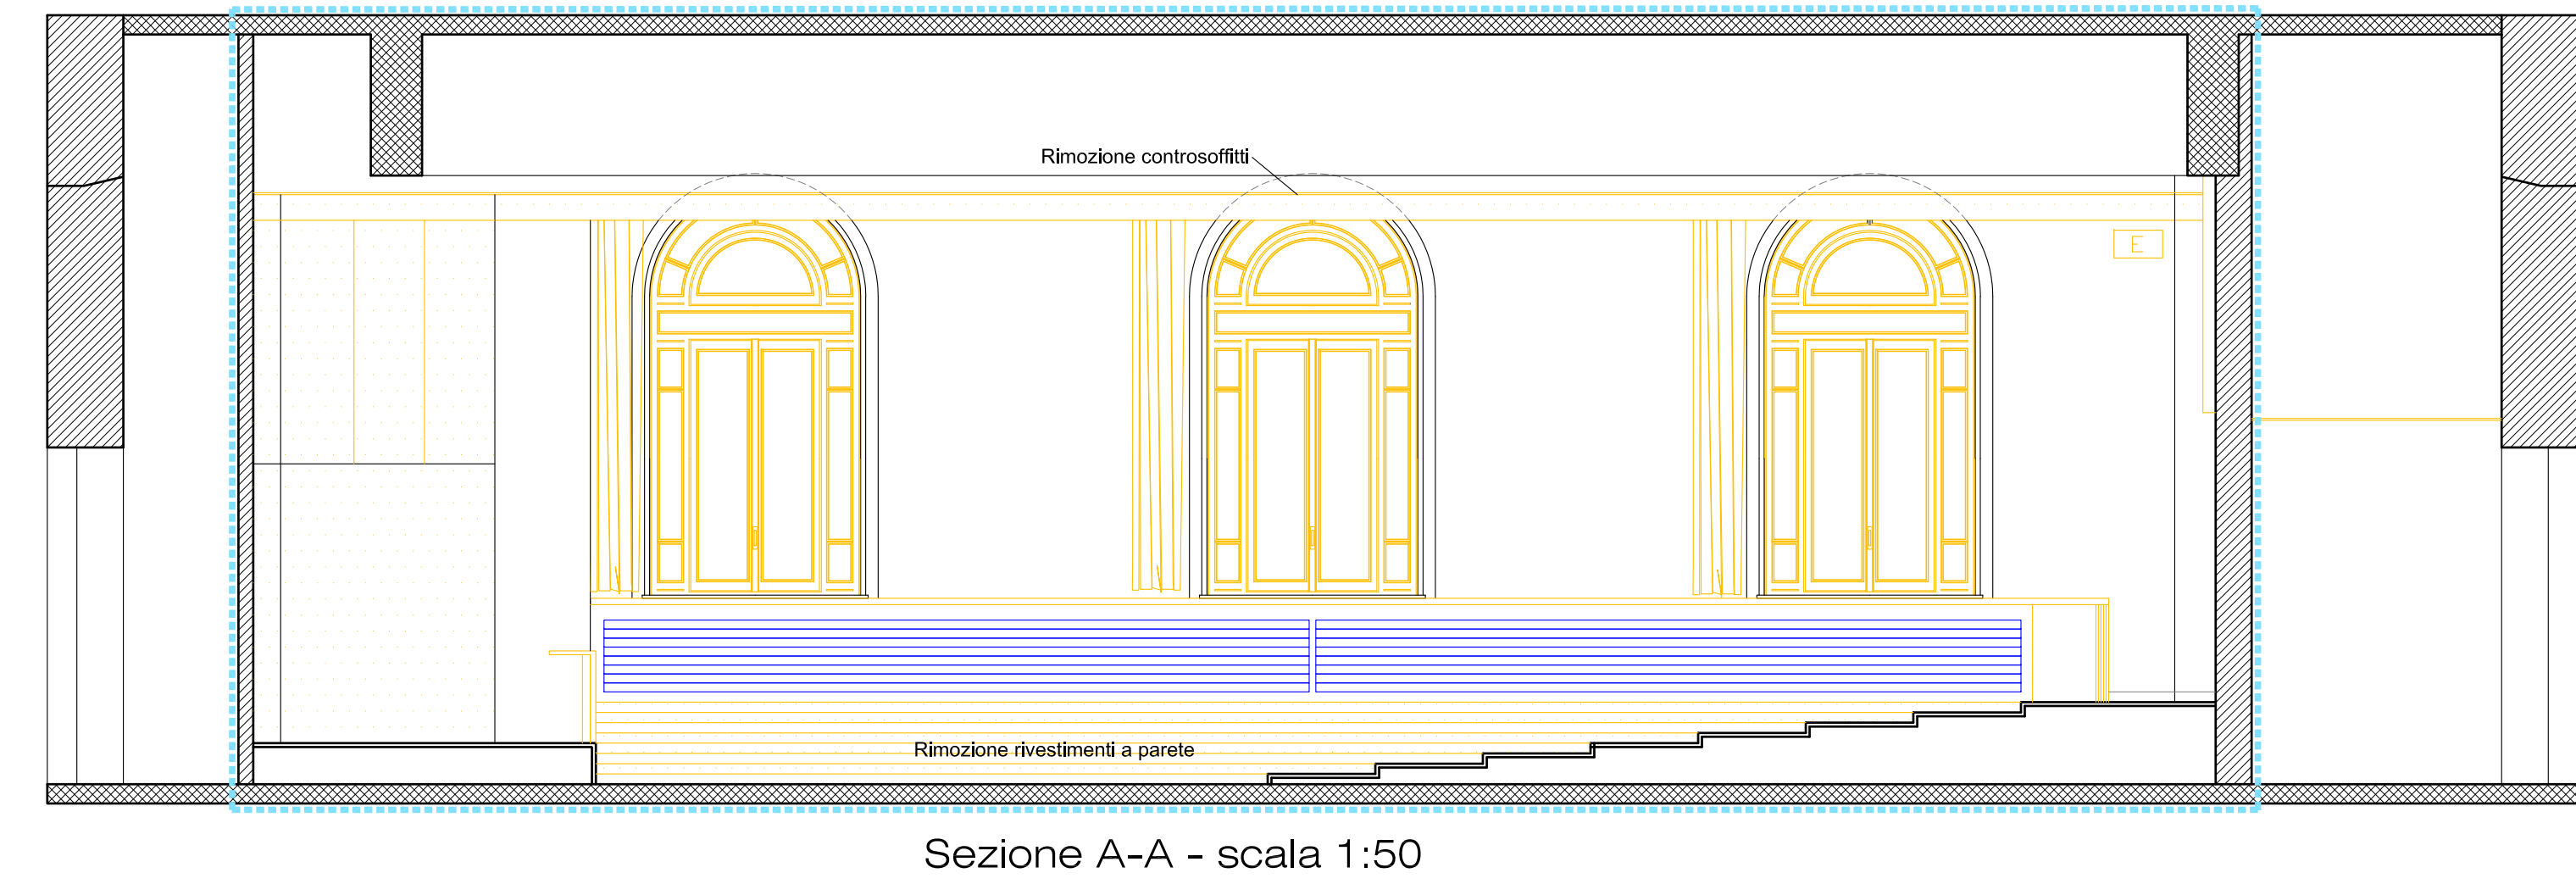 Rimozione controsoffitti
E
Rimozione rivestimenti a parete
Sezione A-A - scala 1:50